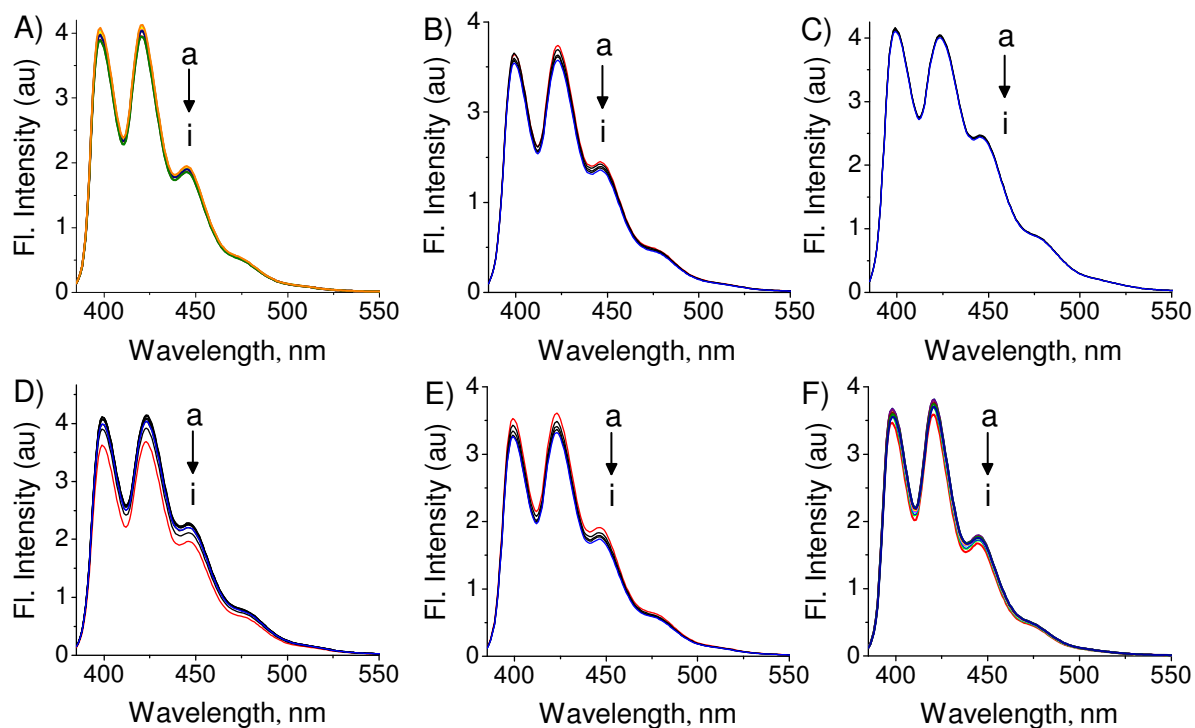 A)
Fl. Intensity (au)
4
3
2
1
0
a
i
400 450 500 550
Wavelength, nm
B)
Fl. Intensity (au)
3
3
1
0
a
i
400 450 500 550
Wavelength, nm
C)
Fl. Intensity (au)
4
3
2
1
0
a
i
400 450 500 550
Wavelength, nm
D)
Fl. Intensity (au)
4
3
2
1
0
a
i
400 450 500 550
Wavelength, nm
E)
Fl. Intensity (au)
4
3
2
1
0
a
i
400 450 500 550
Wavelength, nm
F)
Fl. Intensity (au)
4
3
2
1
0
a
i
400 450 500 550
Wavelength, nm